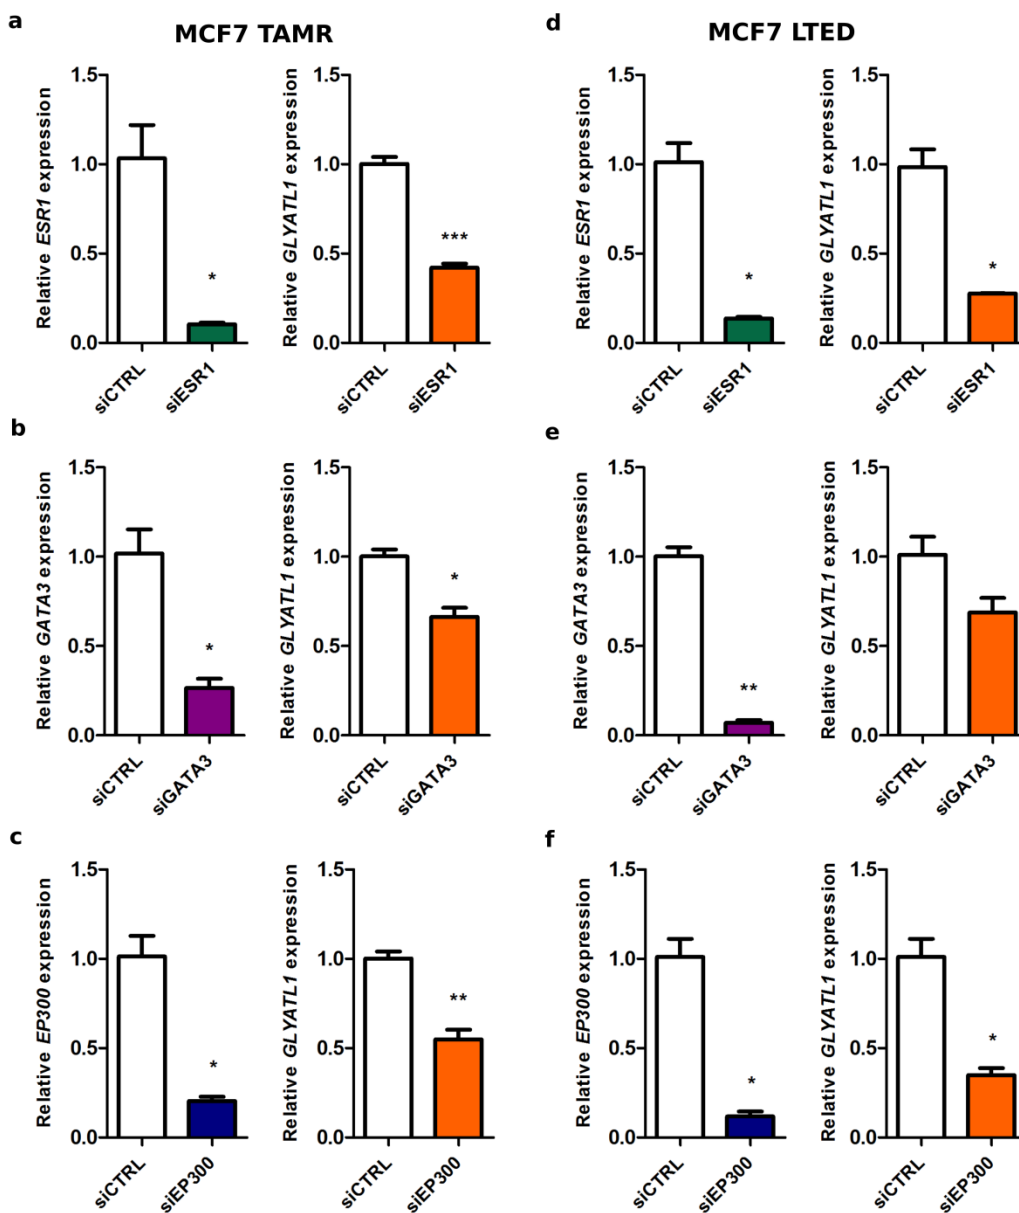 a
MCF7 TAMR
Relative ESR1 expression
1.5
1.0
0.5
0.0
*
siCTRL
siESR1
Relative GLYATL1 expression
1.5
1.0
0.5
0.0
***
siCTRL
siESR1
d
MCF7 LTED
Relative ESR1 expression
1.5
1.0
0.5
0.0
*
siCTRL
siESR1
Relative GLYATL1 expression
1.5
1.0
0.5
0.0
*
siCTRL
siESR1
b
Relative GATA3 expression
1.5
1.0
0.5
0.0
*
siCTRL
siGATA3
Relative GLYATL1 expression
1.5
1.0
0.5
0.0
*
siCTRL
siGATA3
e
Relative GATA3 expression
1.5
1.0
0.5
0.0
**
siCTRL
siGATA3
Relative GLYATL1 expression
1.5
1.0
0.5
0.0
siCTRL
siGATA3
c
Relative EP300 expression
1.5
1.0
0.5
0.0
*
siCTRL
siEP300
Relative GLYATL1 expression
1.5
1.0
0.5
0.0
**
siCTRL
siEP300
f
Relative EP300 expression
1.5
1.0
0.5
0.0
*
siCTRL
siEP300
Relative GLYATL1 expression
1.5
1.0
0.5
0.0
*
siCTRL
siEP300